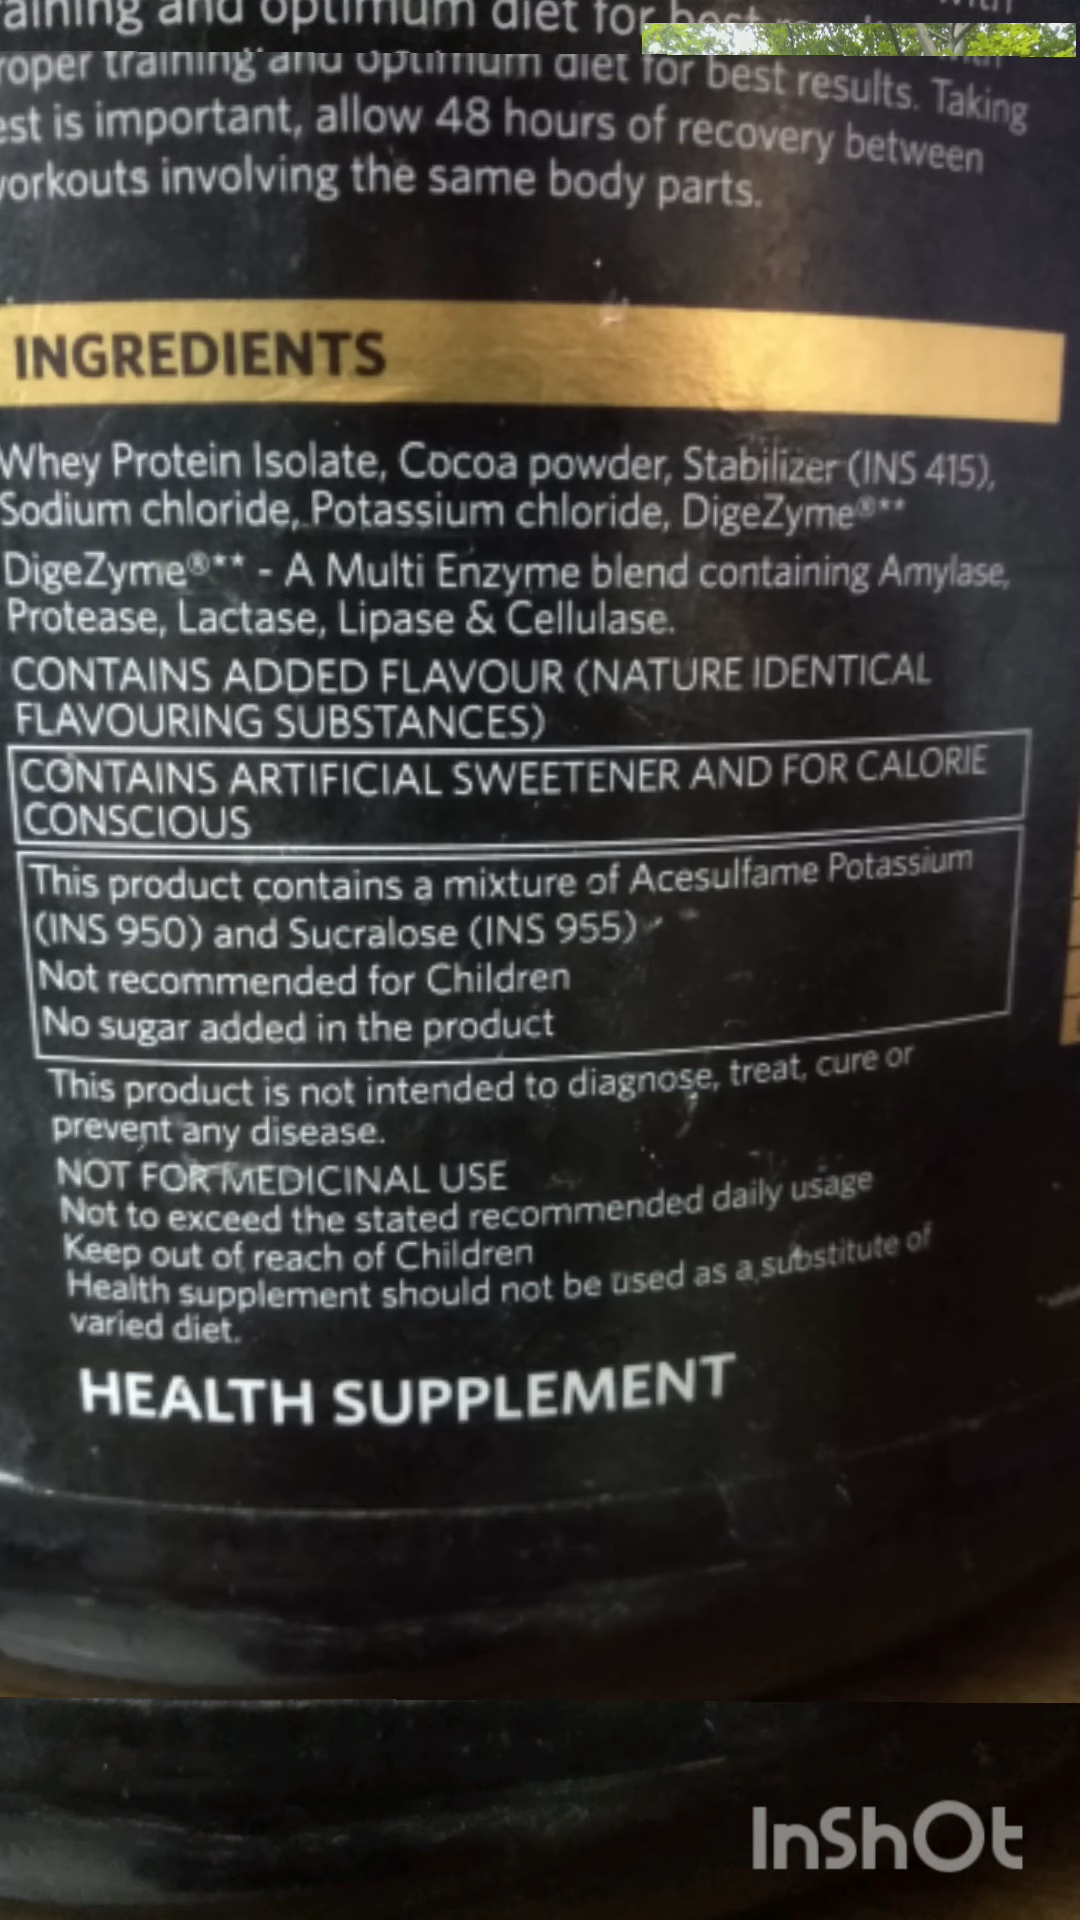 aining and optimum diet for best
roper training and optimum diet for best results. Taking
est is important, allow 48 hours of recovery between
workouts involving the same body parts.
INGREDIENTS
Whey Protein Isolate, Cocoa powder, Stabilizer (INS 415),
Sodium chloride, Potassium chloride, DigeZyme®**
DigeZyme®** - A Multi Enzyme blend containing Amylase,
Protease, Lactase, Lipase & Cellulase.
CONTAINS ADDED FLAVOUR (NATURE IDENTICAL
FLAVOURING SUBSTANCES)
CONTAINS ARTIFICIAL SWEETENER AND FOR CALORIE
CONSCIOUS
This product contains a mixture of Acesulfame Potassium
(INS 950) and Sucralose (INS 955)
Not recommended for Children
No sugar added in the product
This product is not intended to diagnose, treat, cure or
prevent any disease.
NOT FOR MEDICINAL USE
Not to exceed the stated recommended daily usage
Keep out of reach of Children
Health supplement should not be used as a substitute of
varied diet.
HEALTH SUPPLEMENT
InShOt